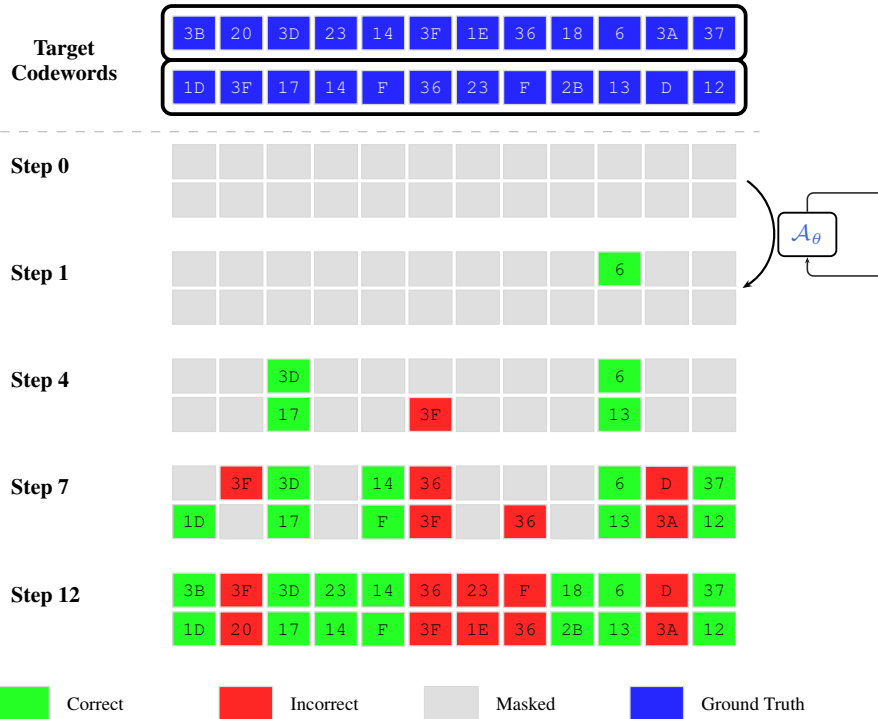 Target
Codewords
3B 20 3D 23 14 3F 1E 36 18 6 3A 37
1D 3F 17 14 F 36 23 F 2B 13 D 12
Step 0
𝒜θ
Step 1
6
Step 4
3D 6
17 3F 13
Step 7
3F 3D 14 36 6 D 37
1D 17 F 3F 36 13 3A 12
Step 12
3B 3F 3D 23 14 36 23 F 18 6 D 37
1D 20 17 14 F 3F 1E 36 2B 13 3A 12
Correct Incorrect Masked Ground Truth